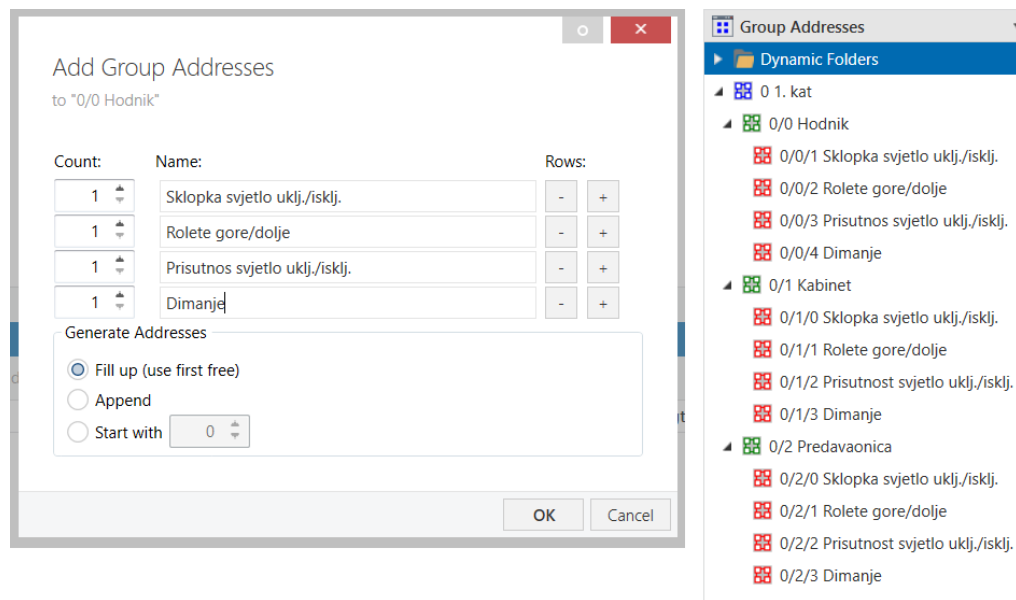 Add Group Addresses
to "0/0 Hodnik"
Count: Name: Rows:
1 Sklopka svjetlo uklj./isklj. - +
1 Rolete gore/dolje - +
1 Prisutnos svjetlo uklj./isklj. - +
1 Dimanje - +
Generate Addresses
Fill up (use first free)
Append
Start with 0
OK Cancel
Group Addresses
Dynamic Folders
0 1. kat
0/0 Hodnik
0/0/1 Sklopka svjetlo uklj./isklj.
0/0/2 Rolete gore/dolje
0/0/3 Prisutnos svjetlo uklj./isklj.
0/0/4 Dimanje
0/1 Kabinet
0/1/0 Sklopka svjetlo uklj./isklj.
0/1/1 Rolete gore/dolje
0/1/2 Prisutnost svjetlo uklj./isklj.
0/1/3 Dimanje
0/2 Predavaonica
0/2/0 Sklopka svjetlo uklj./isklj.
0/2/1 Rolete gore/dolje
0/2/2 Prisutnost svjetlo uklj./isklj.
0/2/3 Dimanje